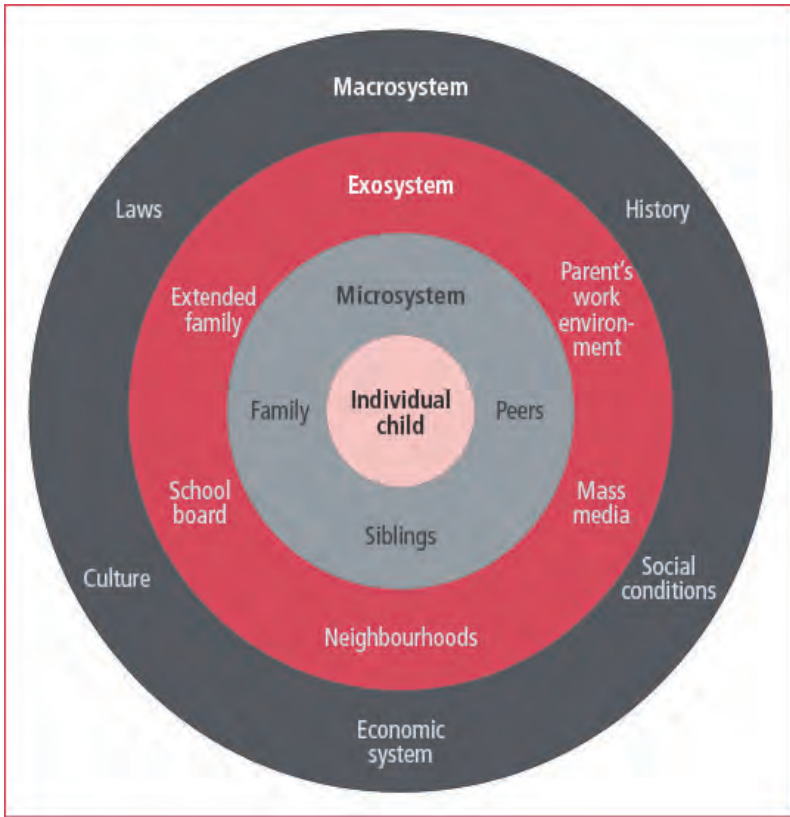 Macrosystem
Exosystem
Laws
History
Microsystem
Extended
family
Parent's
work
environ-
ment
Individual
child
Family
Peers
School
board
Mass
media
Siblings
Culture
Social
conditions
Neighbourhoods
Economic
system